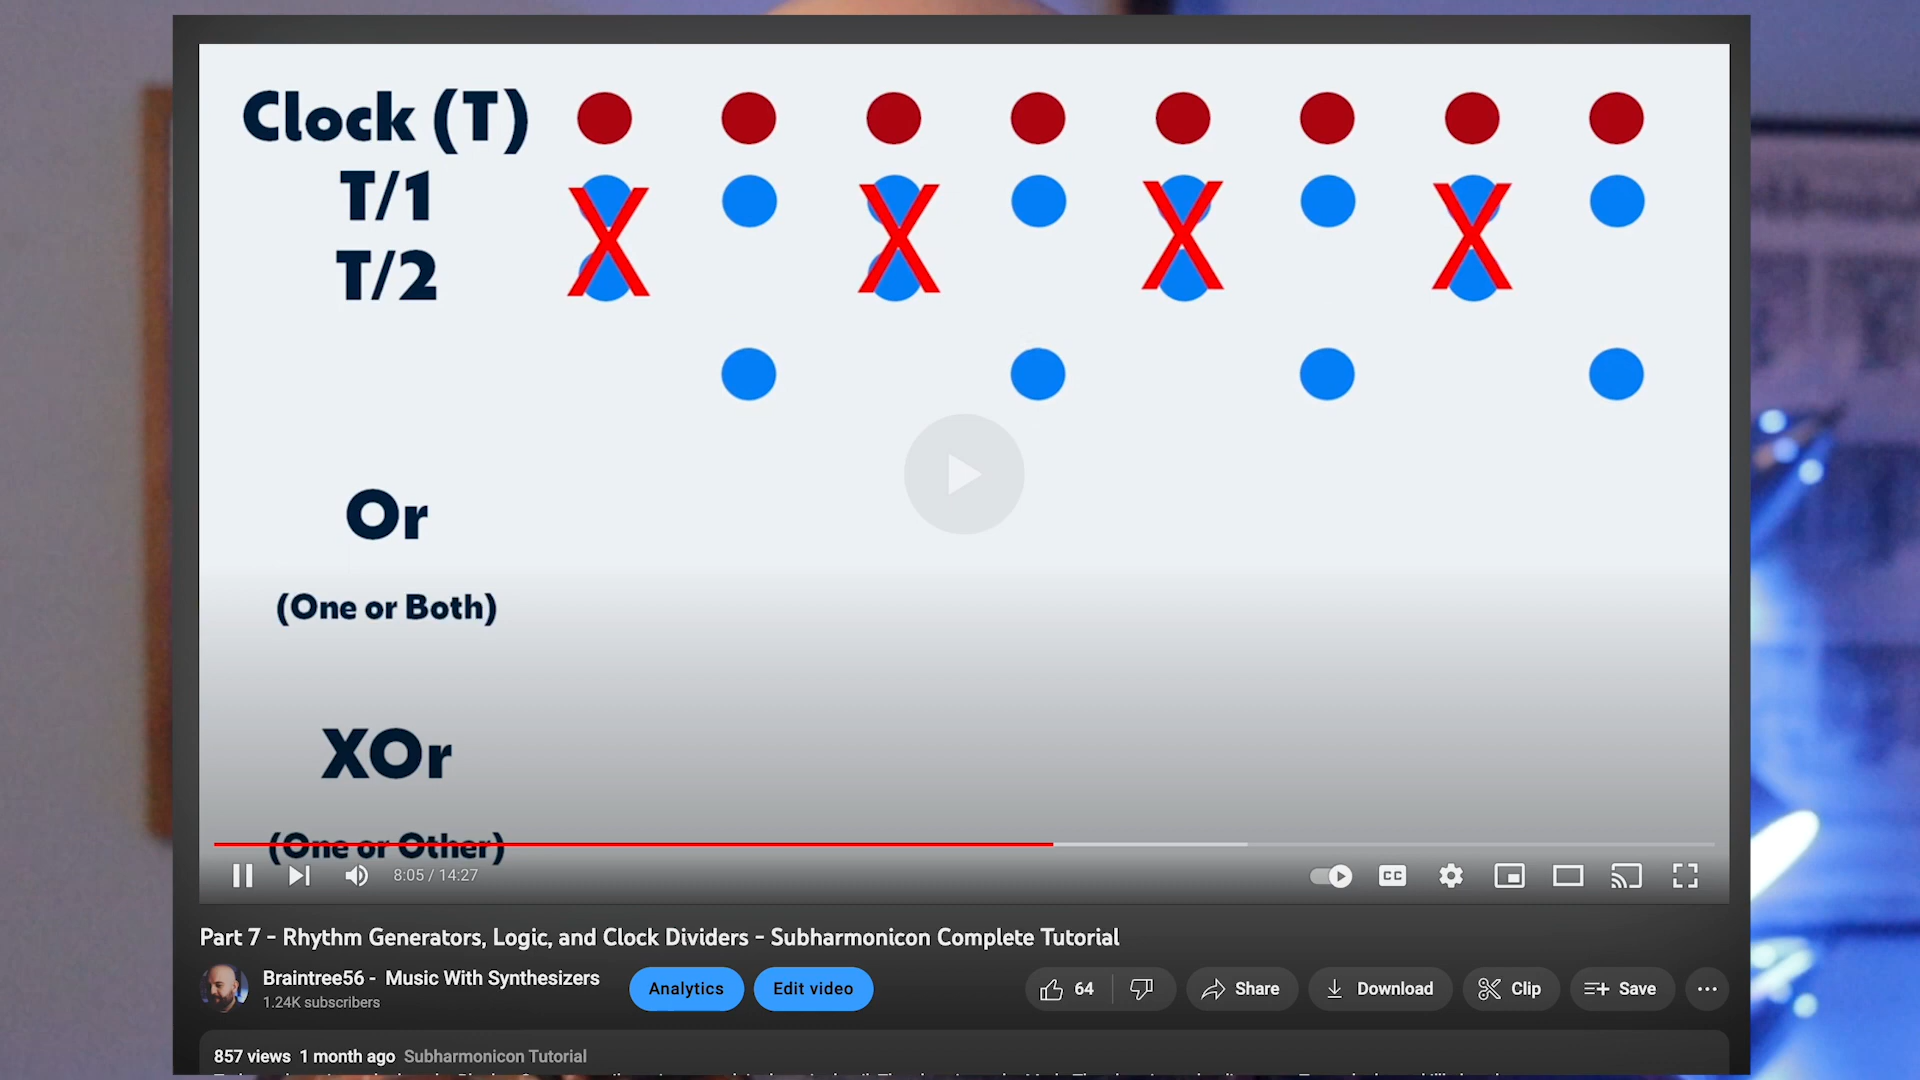 Clock (T)
T/1
T/2
X X X X
Or
(One or Both)
XOr
(One or Other)
8:05 / 14:27
CC
Part 7 - Rhythm Generators, Logic, and Clock Dividers - Subharmonicon Complete Tutorial
Braintree56 - Music With Synthesizers
1.24K subscribers
Analytics
Edit video
64
Share
Download
Clip
Save
857 views 1 month ago Subharmonicon Tutorial